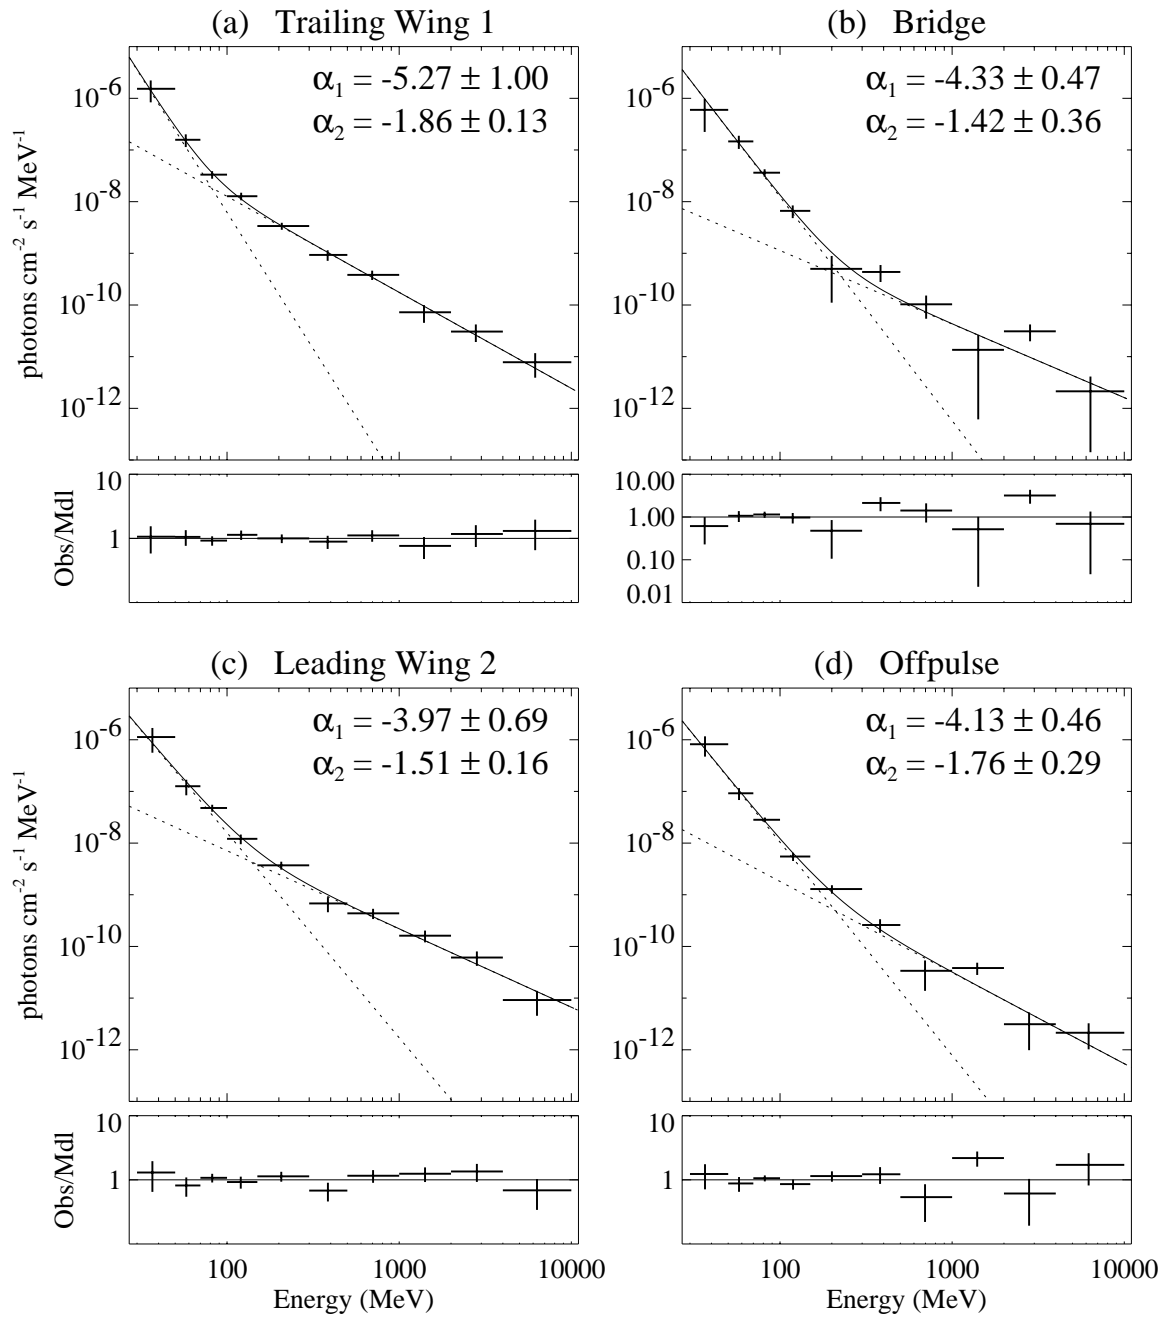 (a) Trailing Wing 1
(b) Bridge
α₁ = -5.27 ± 1.00
α₂ = -1.86 ± 0.13
α₁ = -4.33 ± 0.47
α₂ = -1.42 ± 0.36
photons cm⁻² s⁻¹ MeV⁻¹
10⁻⁶
10⁻⁸
10⁻¹⁰
10⁻¹²
10⁻⁶
10⁻⁸
10⁻¹⁰
10⁻¹²
Obs/Mdl
10
1
10.00
1.00
0.10
0.01
(c) Leading Wing 2
(d) Offpulse
α₁ = -3.97 ± 0.69
α₂ = -1.51 ± 0.16
α₁ = -4.13 ± 0.46
α₂ = -1.76 ± 0.29
photons cm⁻² s⁻¹ MeV⁻¹
10⁻⁶
10⁻⁸
10⁻¹⁰
10⁻¹²
10⁻⁶
10⁻⁸
10⁻¹⁰
10⁻¹²
Obs/Mdl
10
1
10
1
100 1000 10000
100 1000 10000
Energy (MeV)
Energy (MeV)